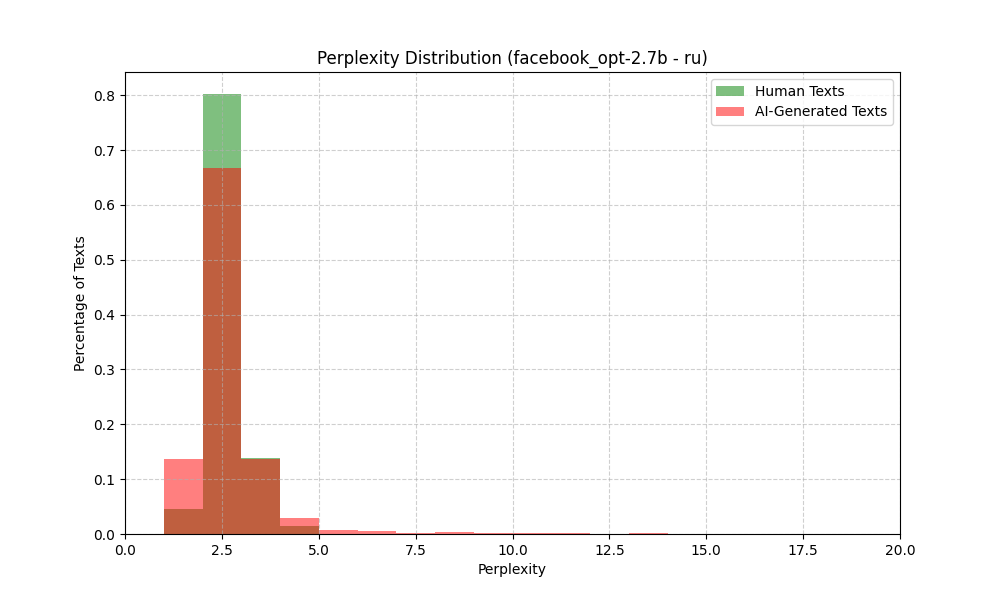 Perplexity Distribution (facebook_opt-2.7b - ru)
Human Texts
AI-Generated Texts
Percentage of Texts
0.8
0.7
0.6
0.5
0.4
0.3
0.2
0.1
0.0
0.0 2.5 5.0 7.5 10.0 12.5 15.0 17.5 20.0
Perplexity